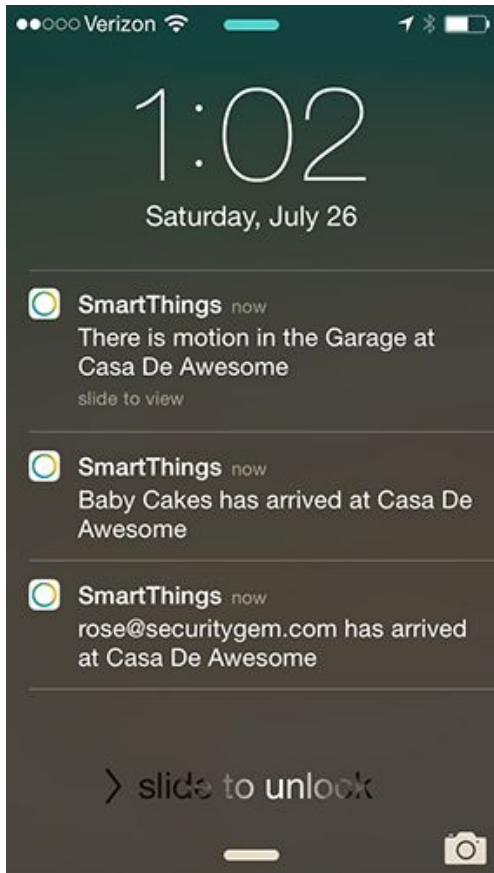 Verizon
1:02
Saturday, July 26
SmartThings now
There is motion in the Garage at
Casa De Awesome
slide to view
SmartThings now
Baby Cakes has arrived at Casa De
Awesome
SmartThings now
rose@securitygem.com has arrived
at Casa De Awesome
> slide to unlock